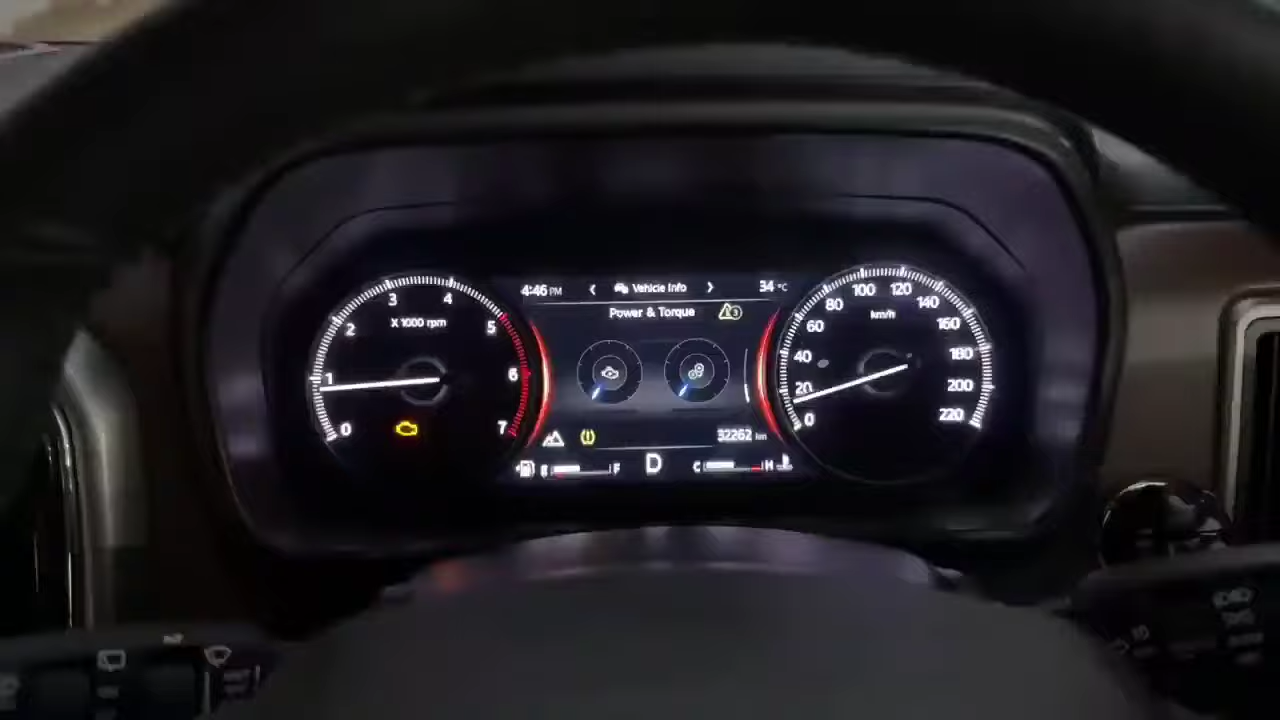 4:46 PM
Vehicle Info
34 °C
Power & Torque
3
X 1000 rpm
0
1
2
3
4
5
6
7
km/h
0
20
40
60
80
100
120
140
160
180
200
220
32262 km
E
F
D
C
H